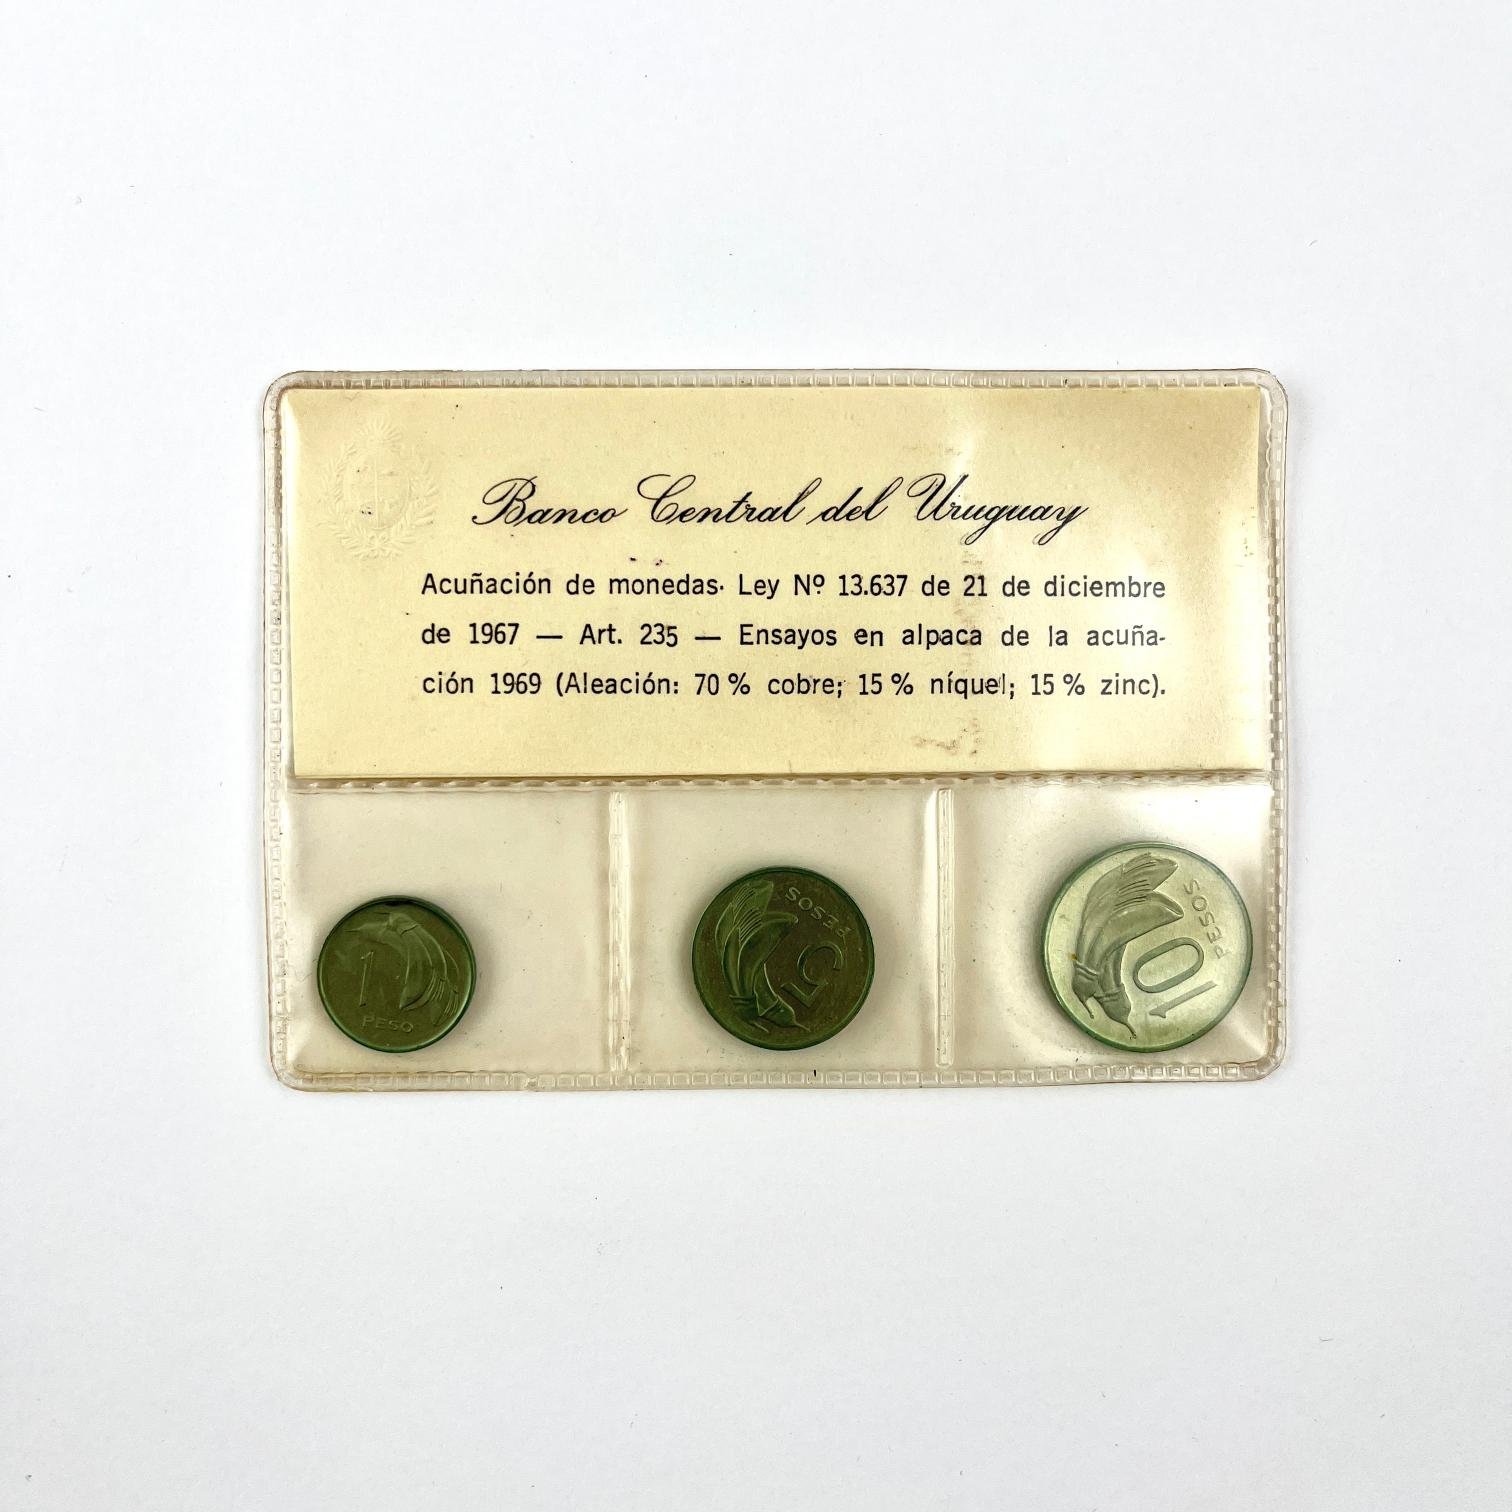 Banco Central del Uruguay
Acuñación de monedas. Ley Nº 13.637 de 21 de diciembre
de 1967 — Art. 235 — Ensayos en alpaca de la acuña-
ción 1969 (Aleación: 70 % cobre; 15 % níquel; 15 % zinc).
1
PESO
5
PESOS
10
PESOS